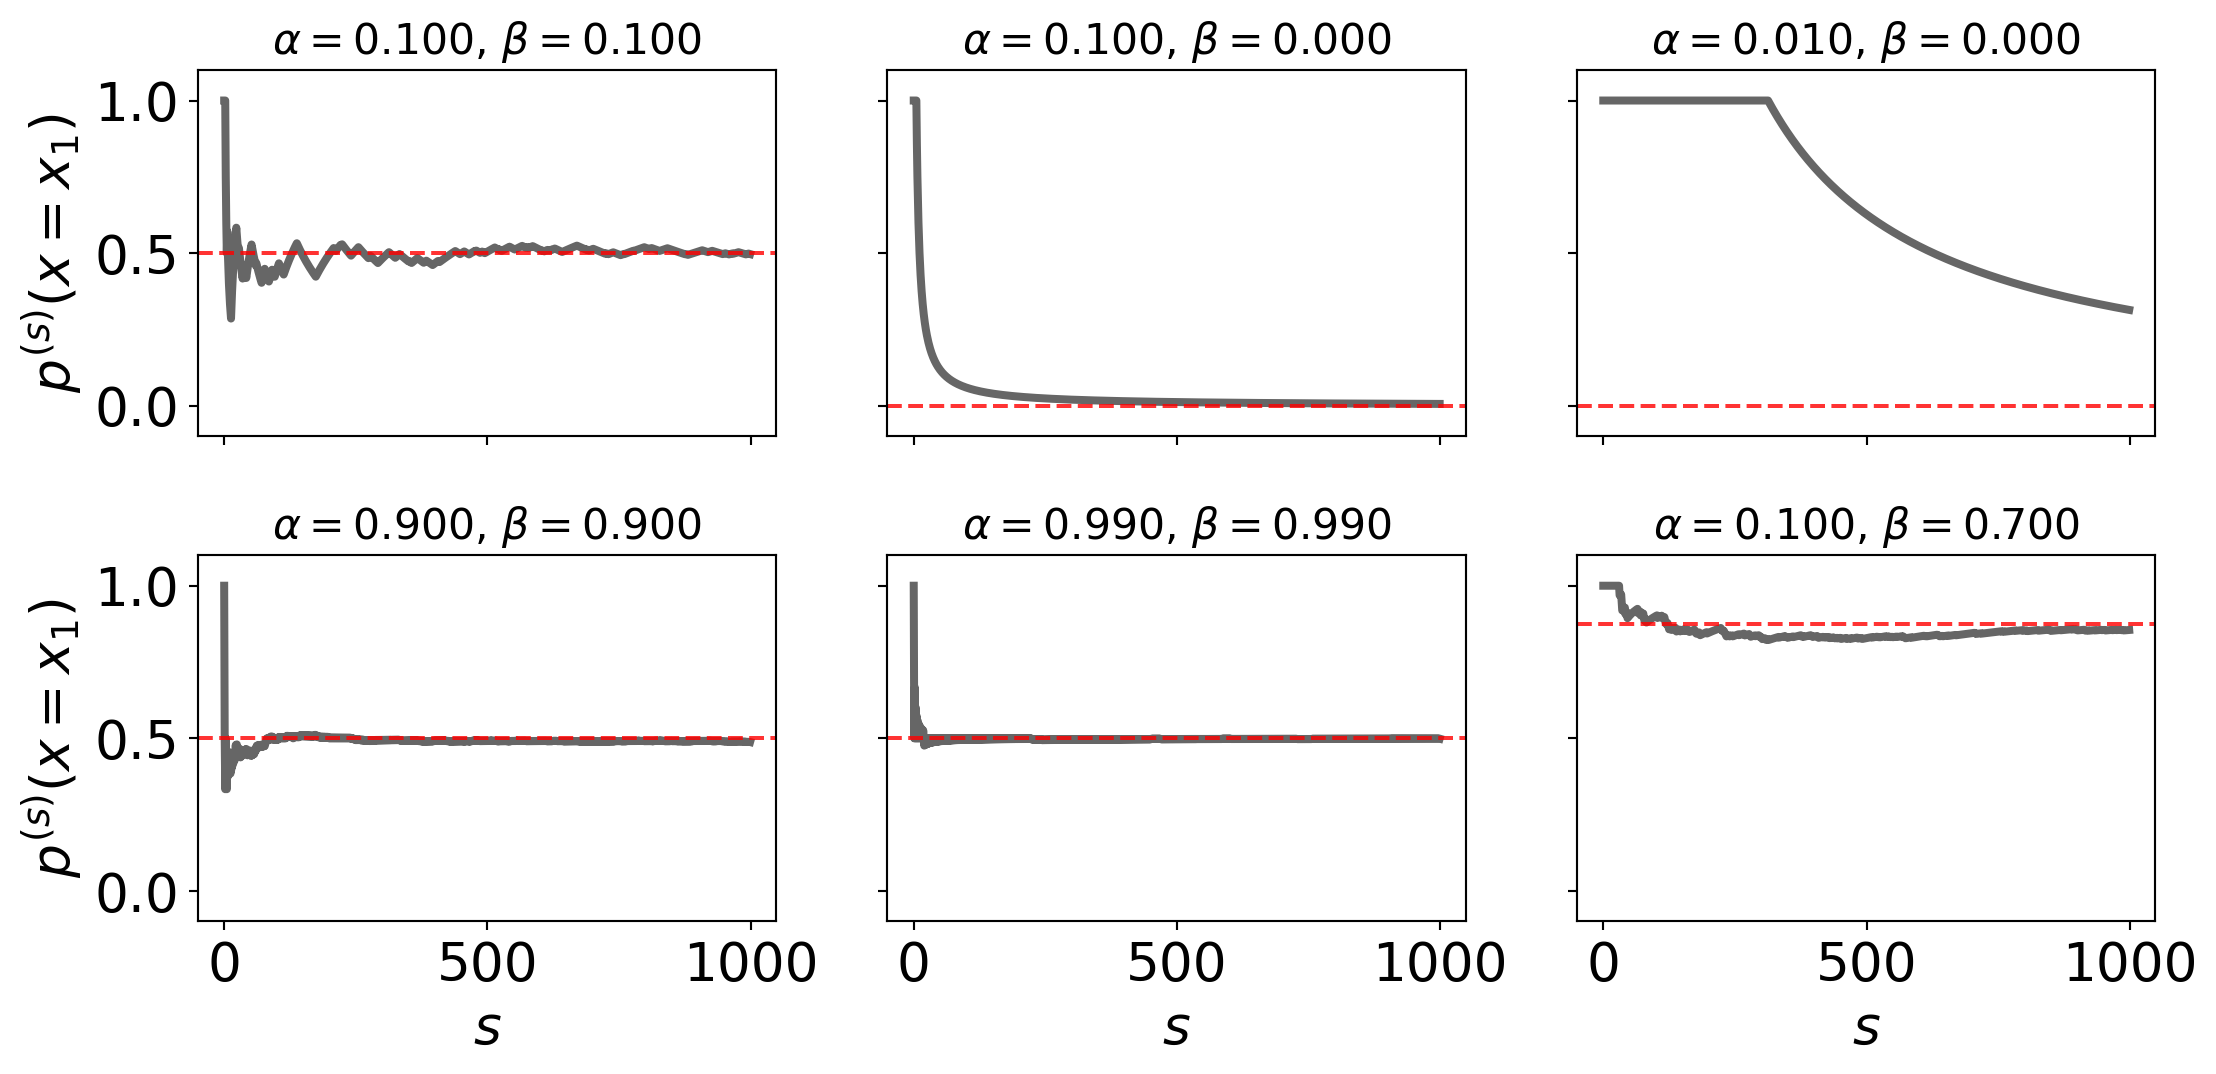 α = 0.100, β = 0.100
α = 0.100, β = 0.000
α = 0.010, β = 0.000
p⁽ˢ⁾(x = x₁)
1.0
0.5
0.0
α = 0.900, β = 0.900
α = 0.990, β = 0.990
α = 0.100, β = 0.700
p⁽ˢ⁾(x = x₁)
1.0
0.5
0.0
0 500 1000
0 500 1000
0 500 1000
s
s
s